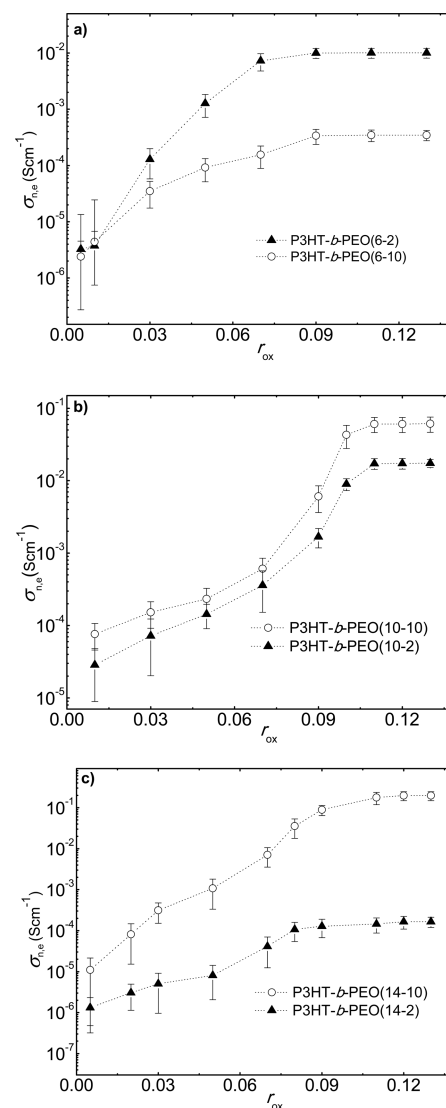 a)
10⁻²
10⁻³
10⁻⁴
10⁻⁵
10⁻⁶
σn,e (Scm⁻¹)
P3HT-b-PEO(6-2)
P3HT-b-PEO(6-10)
0.00 0.03 0.06 0.09 0.12
rox
b)
10⁻¹
10⁻²
10⁻³
10⁻⁴
10⁻⁵
σn,e (Scm⁻¹)
P3HT-b-PEO(10-10)
P3HT-b-PEO(10-2)
0.00 0.03 0.06 0.09 0.12
rox
c)
10⁻¹
10⁻²
10⁻³
10⁻⁴
10⁻⁵
10⁻⁶
10⁻⁷
σn,e (Scm⁻¹)
P3HT-b-PEO(14-10)
P3HT-b-PEO(14-2)
0.00 0.03 0.06 0.09 0.12
rox